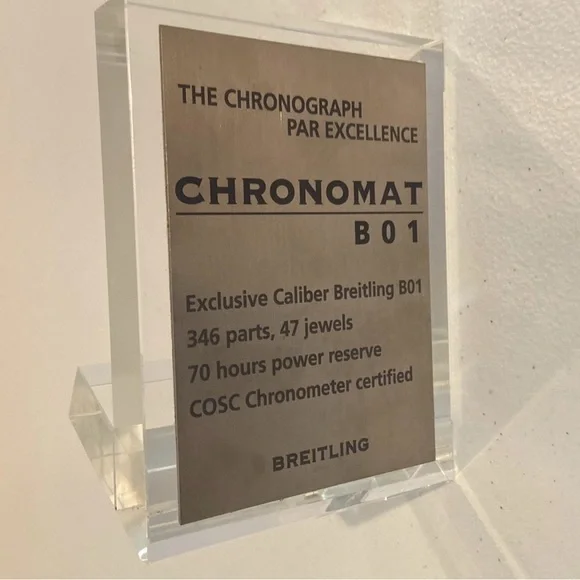 THE CHRONOGRAPH
PAR EXCELLENCE
CHRONOMAT
B01
Exclusive Caliber Breitling B01
346 parts, 47 jewels
70 hours power reserve
COSC Chronometer certified
BREITLING